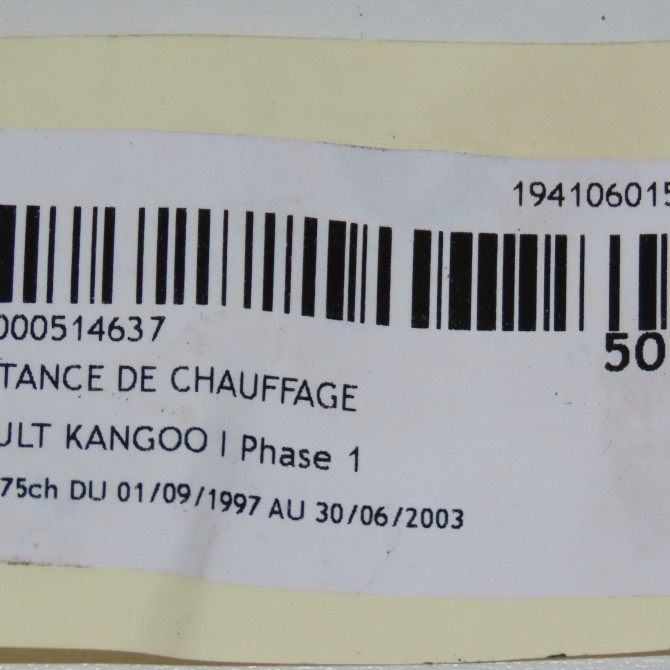 194106015
000514637
50
TANCE DE CHAUFFAGE
ULT KANGOO I Phase 1
75ch DU 01/09/1997 AU 30/06/2003